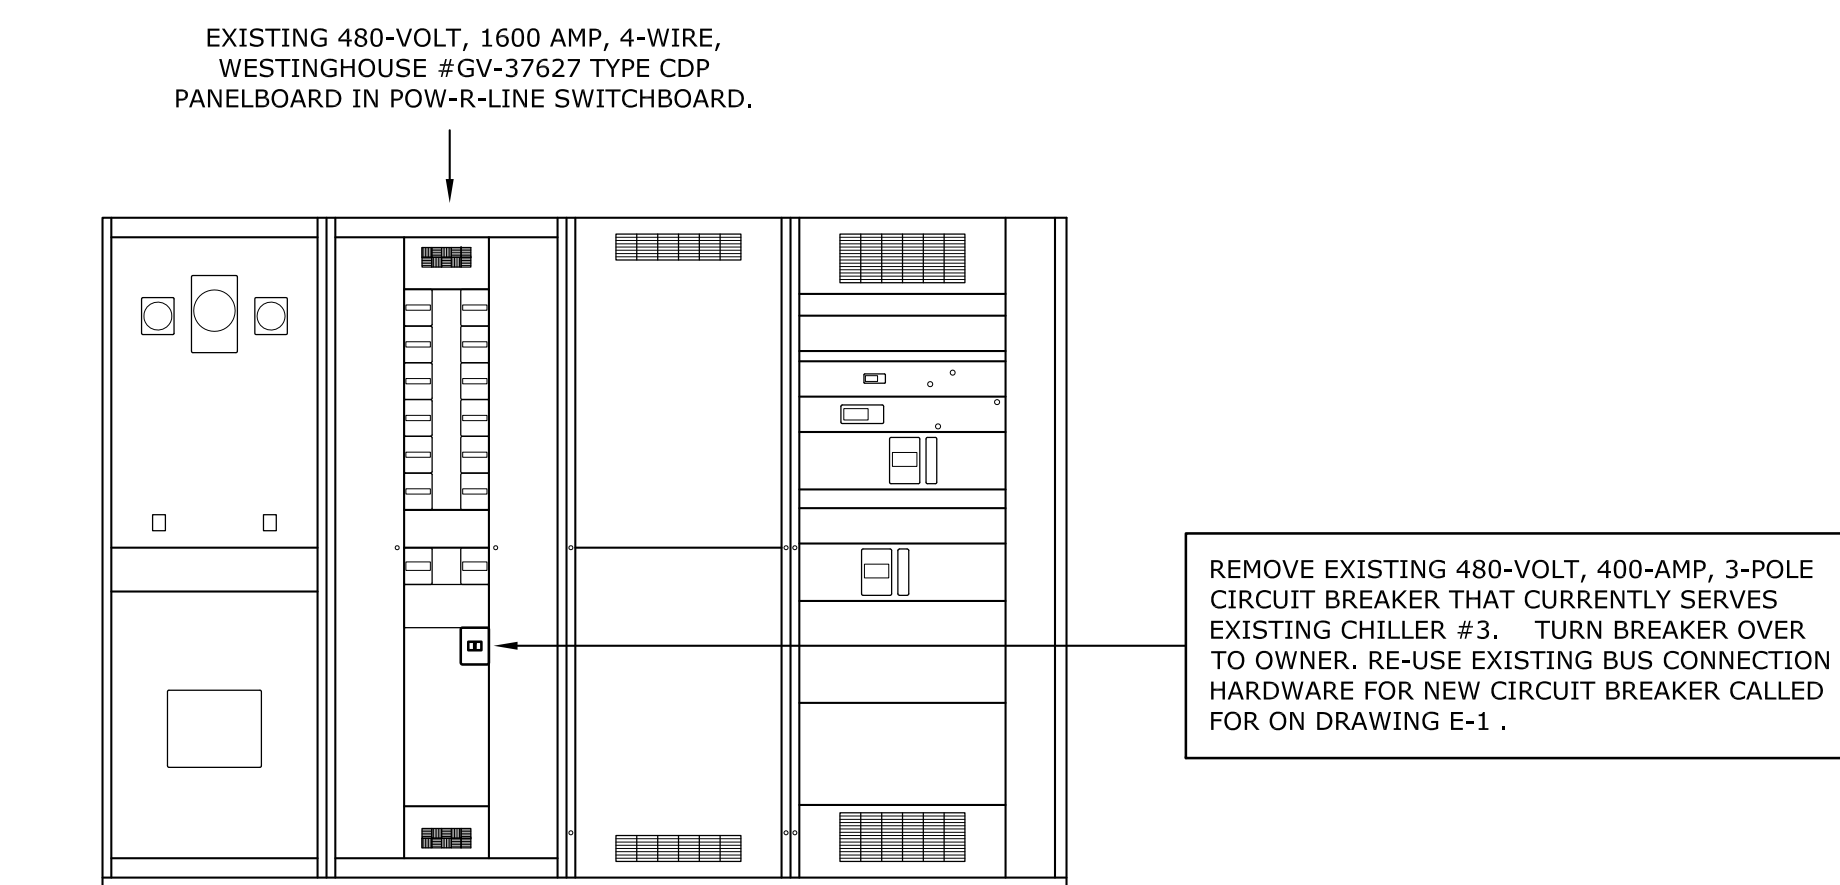 EXISTING 480-VOLT, 1600 AMP, 4-WIRE,
WESTINGHOUSE #GV-37627 TYPE CDP
PANELBOARD IN POW-R-LINE SWITCHBOARD.
REMOVE EXISTING 480-VOLT, 400-AMP, 3-POLE
CIRCUIT BREAKER THAT CURRENTLY SERVES
EXISTING CHILLER #3. TURN BREAKER OVER
TO OWNER. RE-USE EXISTING BUS CONNECTION
HARDWARE FOR NEW CIRCUIT BREAKER CALLED
FOR ON DRAWING E-1 .